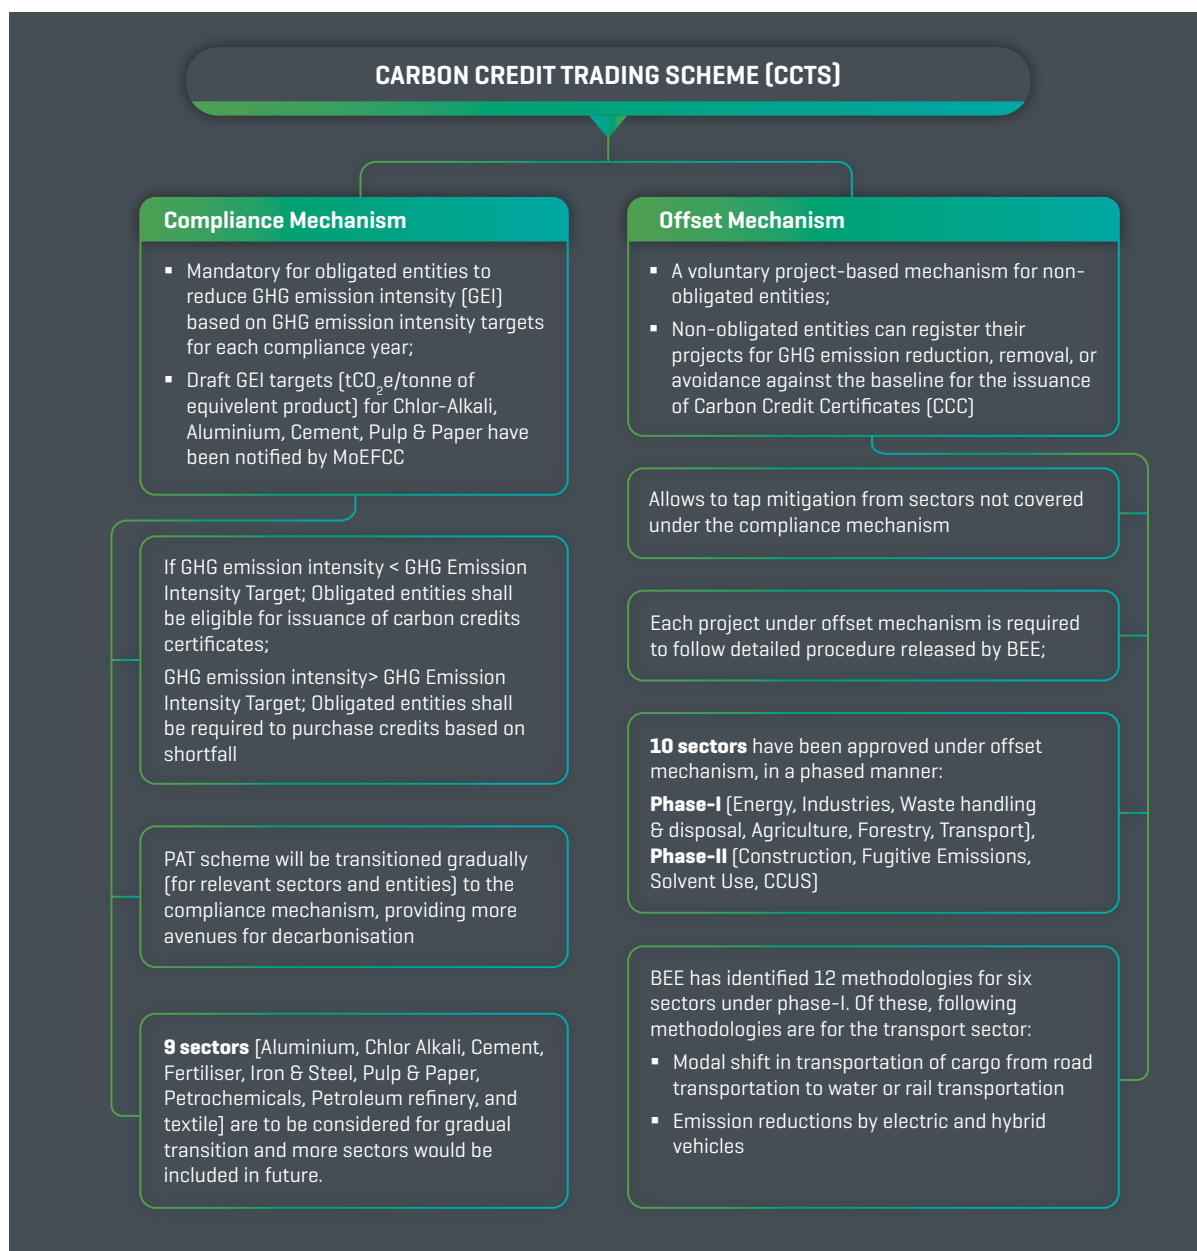 CARBON CREDIT TRADING SCHEME (CCTS)
Compliance Mechanism
▪ Mandatory for obligated entities to
reduce GHG emission intensity (GEI)
based on GHG emission intensity targets
for each compliance year;
▪ Draft GEI targets (tCO₂e/tonne of
equivelent product) for Chlor-Alkali,
Aluminium, Cement, Pulp & Paper have
been notified by MoEFCC
If GHG emission intensity < GHG Emission
Intensity Target; Obligated entities shall
be eligible for issuance of carbon credits
certificates;
GHG emission intensity> GHG Emission
Intensity Target; Obligated entities shall
be required to purchase credits based on
shortfall
PAT scheme will be transitioned gradually
(for relevant sectors and entities) to the
compliance mechanism, providing more
avenues for decarbonisation
9 sectors (Aluminium, Chlor Alkali, Cement,
Fertiliser, Iron & Steel, Pulp & Paper,
Petrochemicals, Petroleum refinery, and
textile) are to be considered for gradual
transition and more sectors would be
included in future.
Offset Mechanism
▪ A voluntary project-based mechanism for non-
obligated entities;
▪ Non-obligated entities can register their
projects for GHG emission reduction, removal, or
avoidance against the baseline for the issuance
of Carbon Credit Certificates (CCC)
Allows to tap mitigation from sectors not covered
under the compliance mechanism
Each project under offset mechanism is required
to follow detailed procedure released by BEE;
10 sectors have been approved under offset
mechanism, in a phased manner:
Phase-I (Energy, Industries, Waste handling
& disposal, Agriculture, Forestry, Transport),
Phase-II (Construction, Fugitive Emissions,
Solvent Use, CCUS)
BEE has identified 12 methodologies for six
sectors under phase-I. Of these, following
methodologies are for the transport sector:
▪ Modal shift in transportation of cargo from road
transportation to water or rail transportation
▪ Emission reductions by electric and hybrid
vehicles